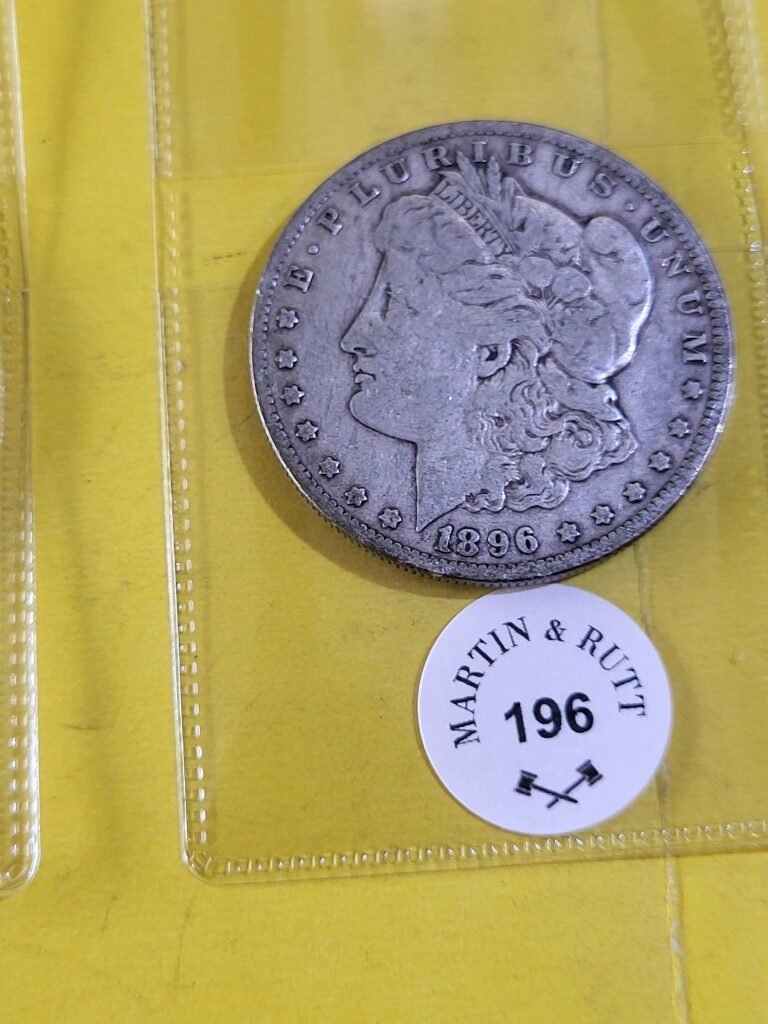 E·PLURIBUS·UNUM
LIBERTY
1896
MARTIN & RUTT
196